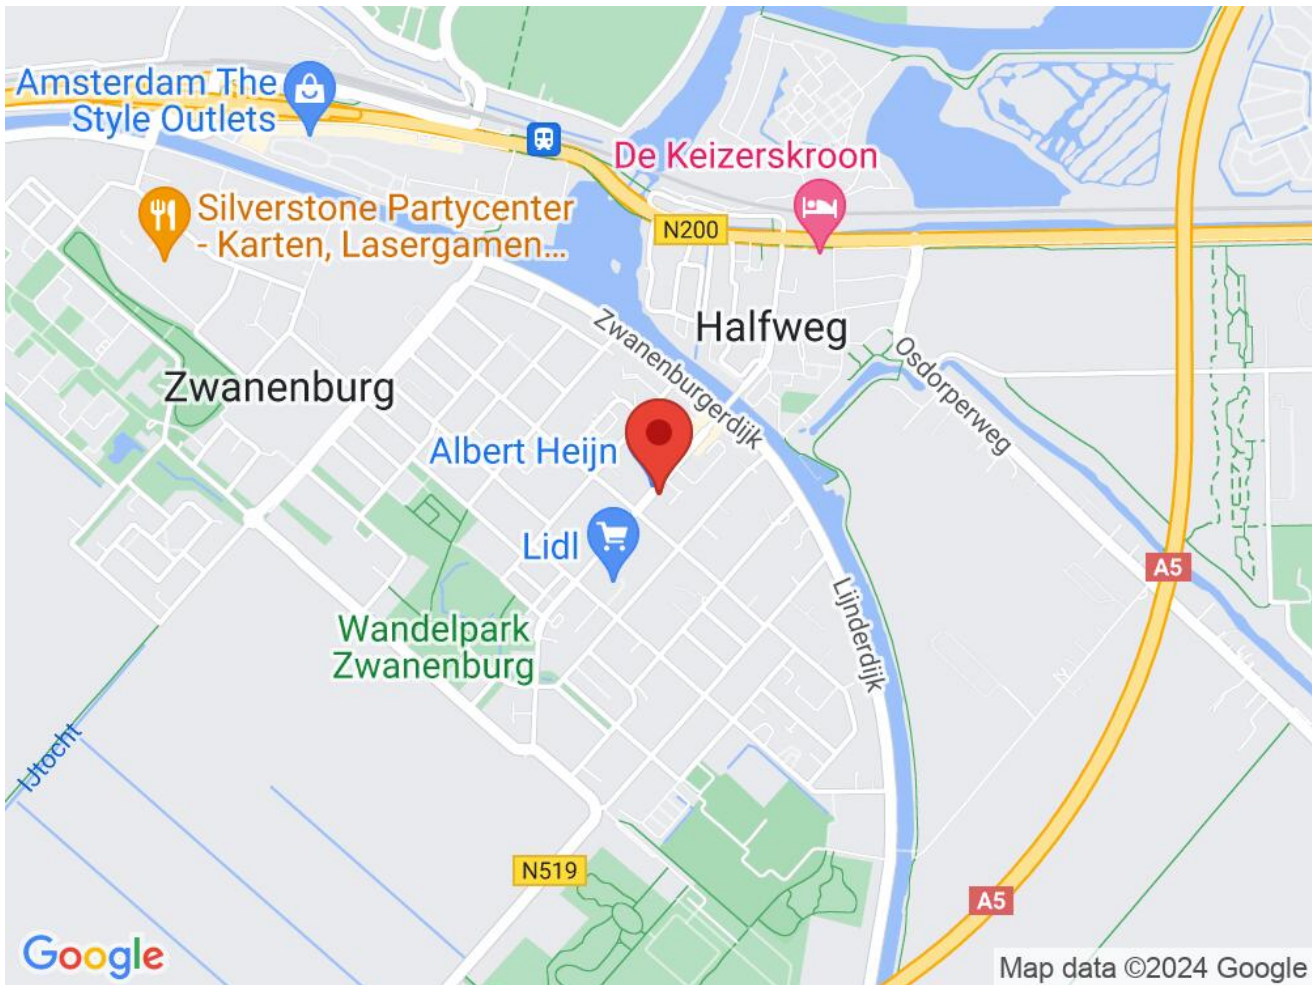 Amsterdam The
Style Outlets
De Keizerskroon
Silverstone Partycenter
- Karten, Lasergamen...
N200
Halfweg
Zwanenburgerdijk
Osdorperweg
Zwanenburg
Albert Heijn
Lidl
A5
Lijnderdijk
Wandelpark
Zwanenburg
IJtocht
N519
A5
Google
Map data ©2024 Google